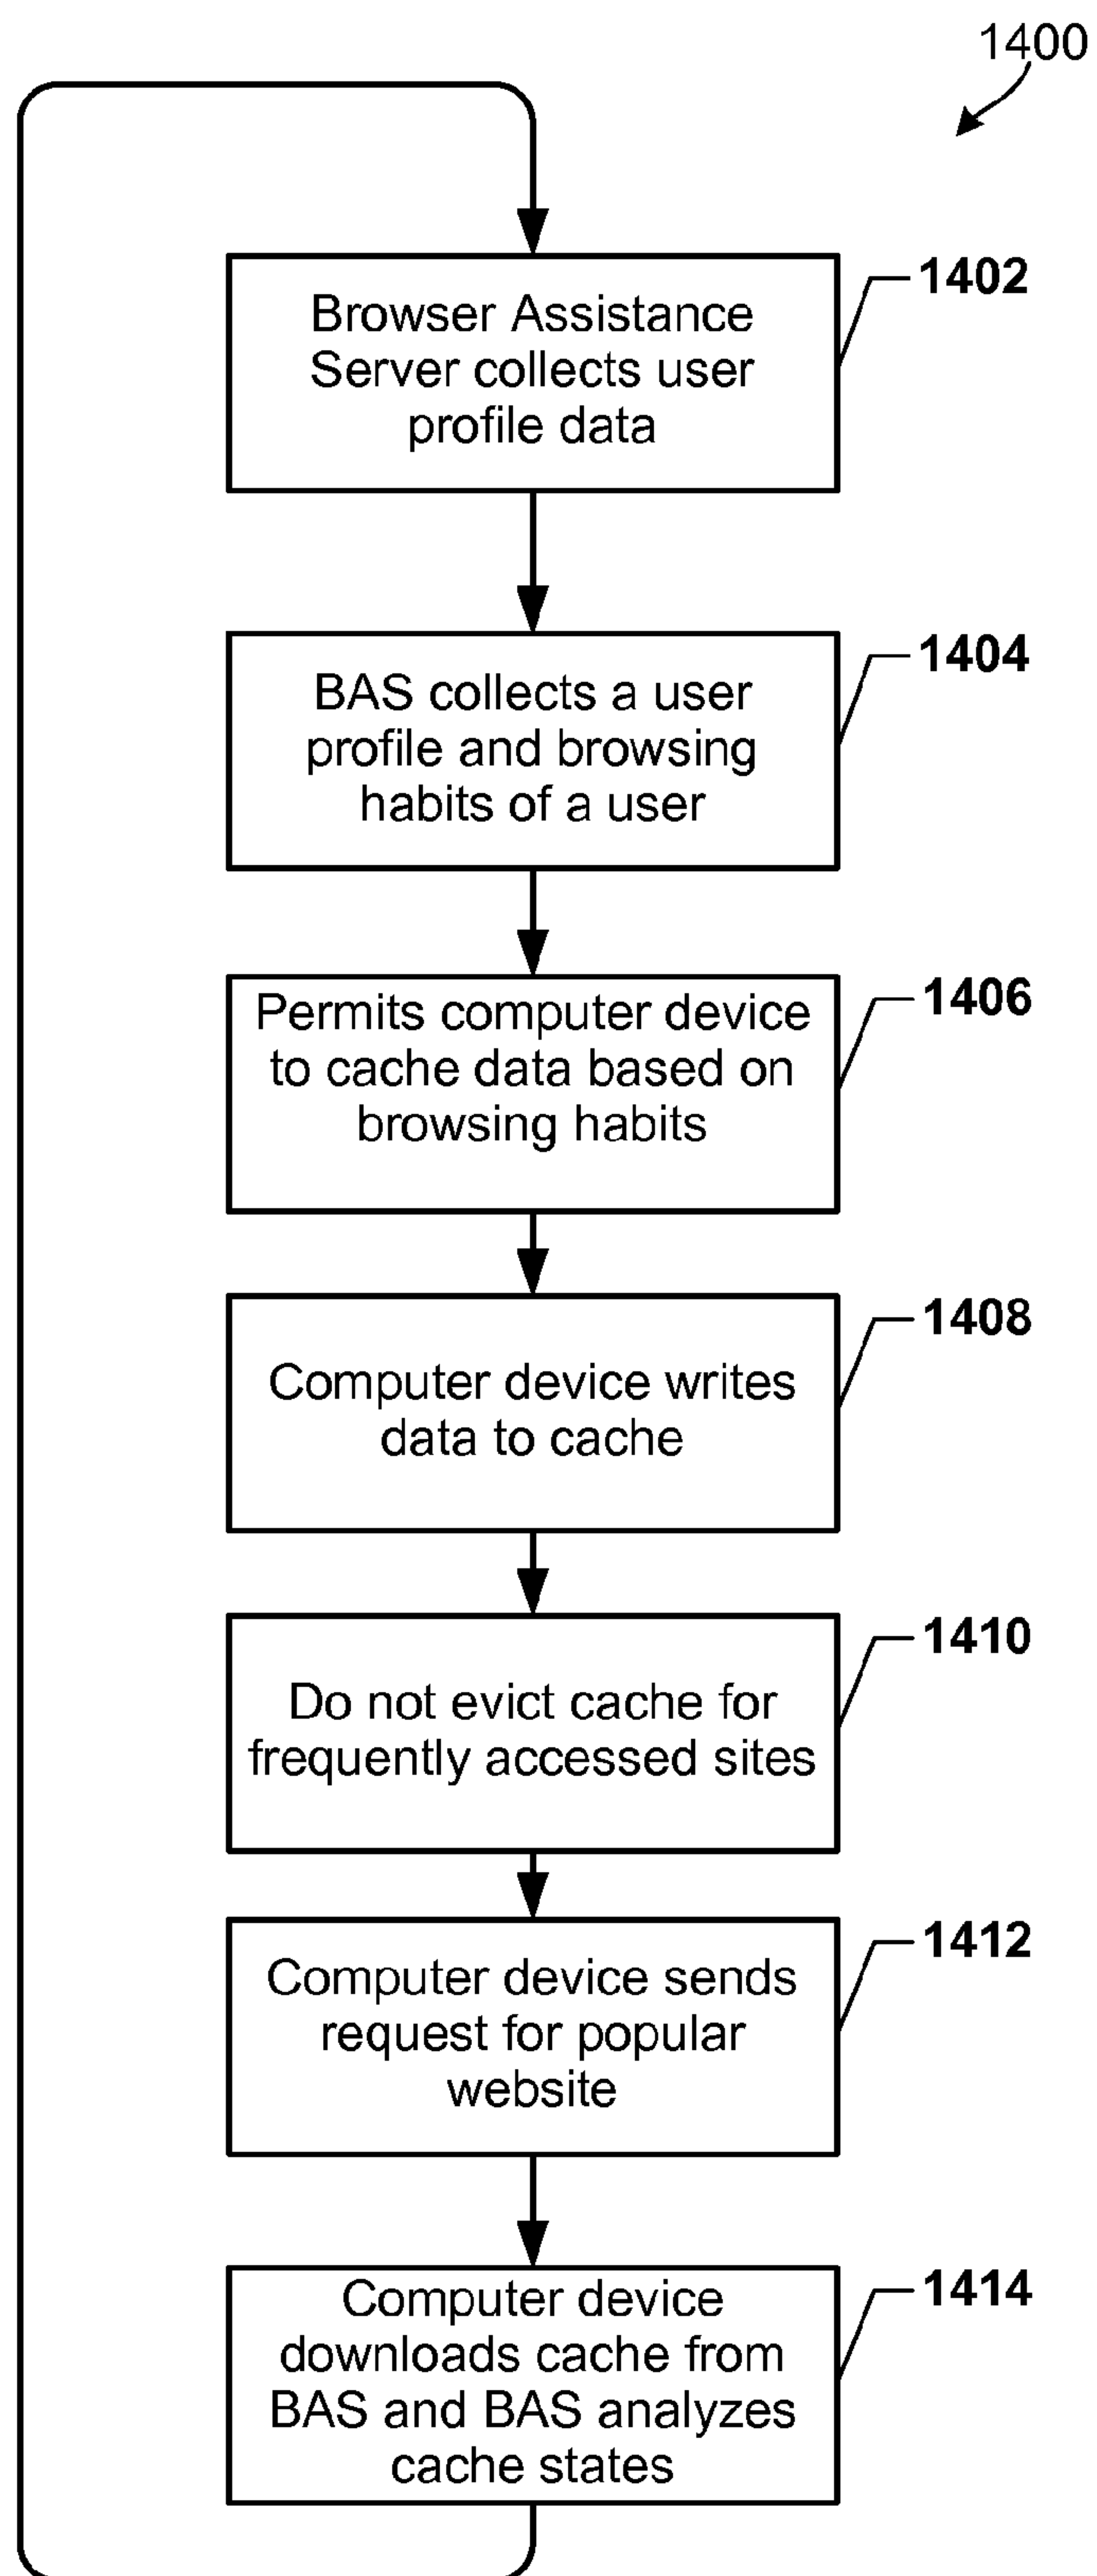 1400
Browser Assistance
Server collects user
profile data
1402
BAS collects a user
profile and browsing
habits of a user
1404
Permits computer device
to cache data based on
browsing habits
1406
Computer device writes
data to cache
1408
Do not evict cache for
frequently accessed sites
1410
Computer device sends
request for popular
website
1412
Computer device
downloads cache from
BAS and BAS analyzes
cache states
1414